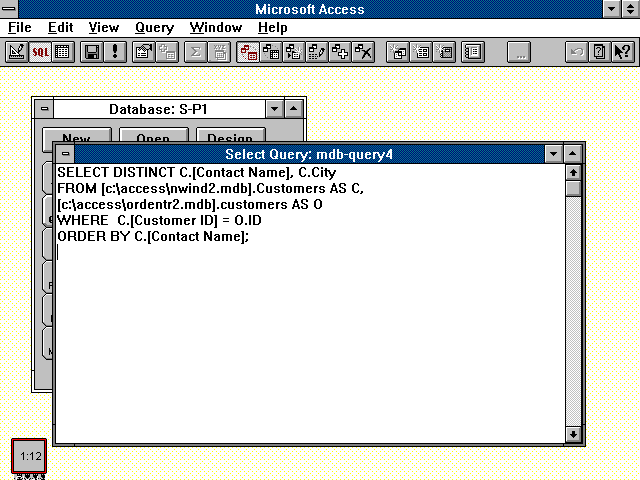 Microsoft Access
File Edit View Query Window Help
SQL
Database: S-P1
New Open Design
Select Query: mdb-query4
SELECT DISTINCT C.[Contact Name], C.City
FROM [c:\access\nwind2.mdb].Customers AS C,
[c:\access\ordentr2.mdb].customers AS O
WHERE  C.[Customer ID] = O.ID
ORDER BY C.[Contact Name];
1:12